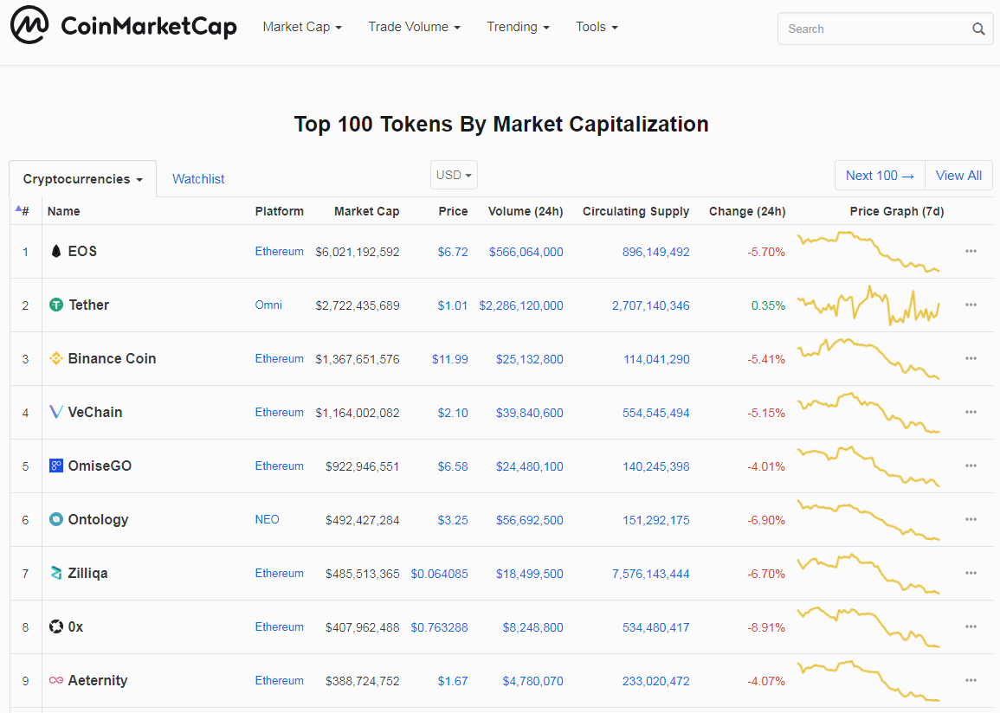 CoinMarketCap Market Cap Trade Volume Trending Tools Search
Top 100 Tokens By Market Capitalization
Cryptocurrencies Watchlist USD Next 100 → View All
# Name Platform Market Cap Price Volume (24h) Circulating Supply Change (24h) Price Graph (7d)
1 EOS Ethereum $6,021,192,592 $6.72 $566,064,000 896,149,492 -5.70%
2 Tether Omni $2,722,435,689 $1.01 $2,286,120,000 2,707,140,346 0.35%
3 Binance Coin Ethereum $1,367,651,576 $11.99 $25,132,800 114,041,290 -5.41%
4 VeChain Ethereum $1,164,002,082 $2.10 $39,840,600 554,545,494 -5.15%
5 OmiseGO Ethereum $922,946,551 $6.58 $24,480,100 140,245,398 -4.01%
6 Ontology NEO $492,427,284 $3.25 $56,692,500 151,292,175 -6.90%
7 Zilliqa Ethereum $485,513,365 $0.064085 $18,499,500 7,576,143,444 -6.70%
8 0x Ethereum $407,962,488 $0.763288 $8,248,800 534,480,417 -8.91%
9 Aeternity Ethereum $388,724,752 $1.67 $4,780,070 233,020,472 -4.07%